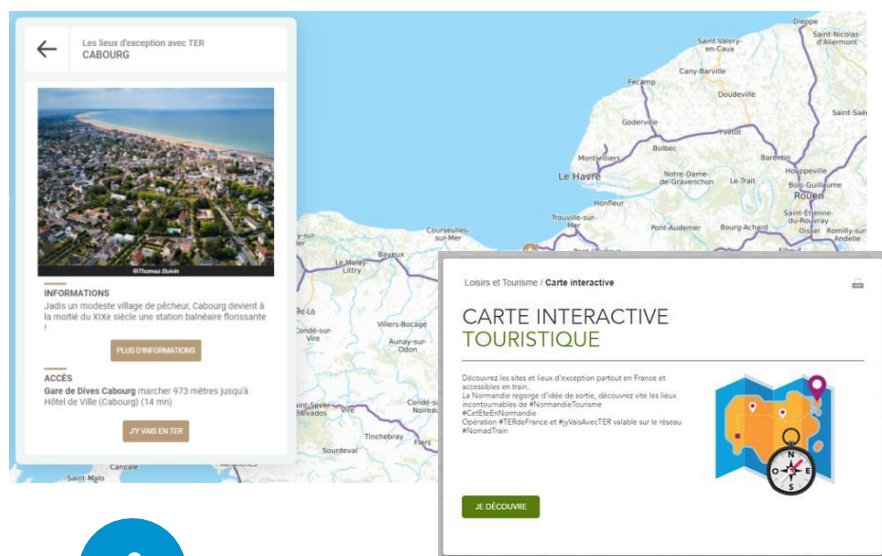 Les lieux d'exception avec TER
CABOURG
©Thomas Boivin
INFORMATIONS
Jadis un modeste village de pêcheur, Cabourg devient à
la moitié du XIXe siècle une station balnéaire florissante
!
PLUS D'INFORMATIONS
ACCÈS
Gare de Dives Cabourg marcher 973 mètres jusqu'à
Hôtel de Ville (Cabourg) (14 mn)
J'Y VAIS EN TER
Dieppe
Saint-Valery-
en-Caux
Saint-Nicolas-
d'Aliermont
Cany-Barville
Fécamp
Doudeville
Goderville
Yvetot
Bolbec
Montivilliers
Barentin
Le Havre
Notre-Dame-
de-Gravenchon
Le Trait
Houppeville
Bois-Guillaume
Rouen
Honfleur
Saint-Étienne-
du-Rouvray
Trouville-sur-
Mer
Pont-Audemer
Bourg-Achard
Oissel
Romilly-sur-
Andelle
Courseulles-
sur-Mer
Bayeux
Le Molay-
Littry
Villers-Bocage
Condé-sur-
Vire
Aunay-sur-
Odon
Vire
Tinchebray
Flers
Sourdeval
Cancale
Saint-Malo
Loisirs et Tourisme / Carte interactive
CARTE INTERACTIVE
TOURISTIQUE
Découvrez les sites et lieux d'exception partout en France et
accessibles en train.
La Normandie regorge d'idée de sortie, découvrez vite les lieux
incontournables de #NormandieTourisme
#CetEteEnNormandie
Opération #TERdeFrance et #jyVaisAvecTER valable sur le réseau
#NomadTrain
N
O
E
S
JE DÉCOUVRE